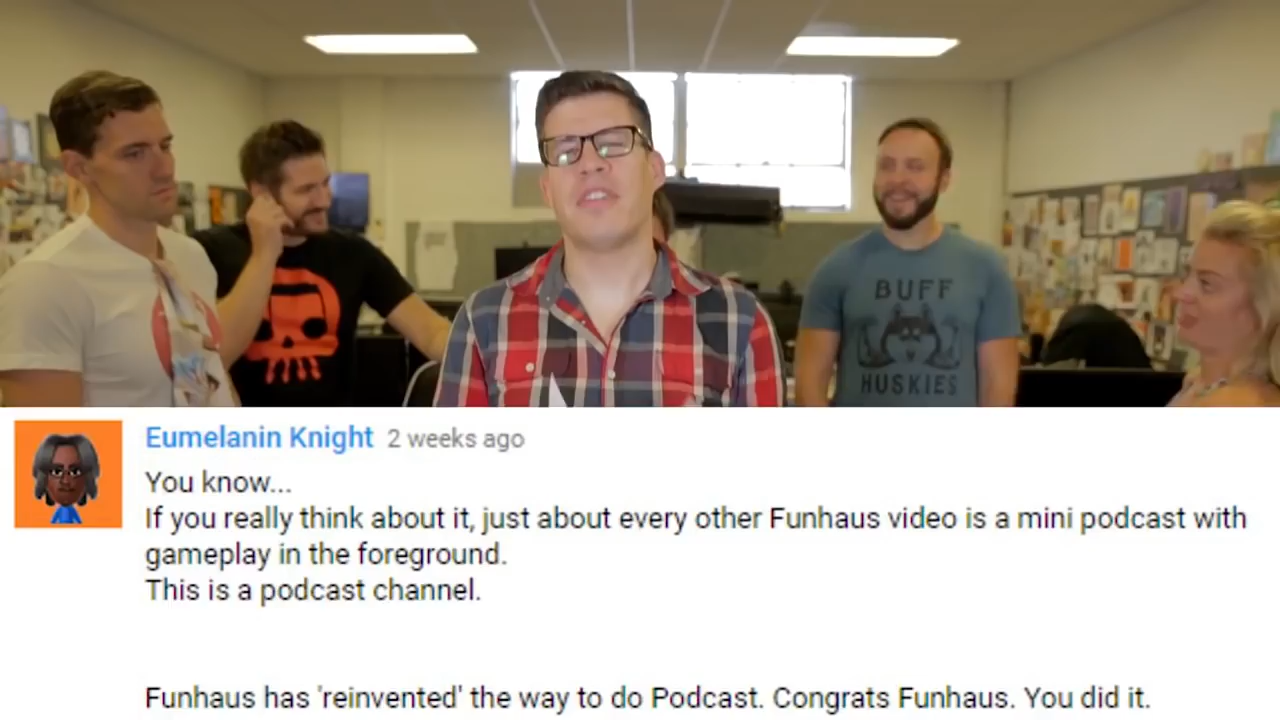 BUFF
HUSKIES
Eumelanin Knight 2 weeks ago
You know...
If you really think about it, just about every other Funhaus video is a mini podcast with
gameplay in the foreground.
This is a podcast channel.
Funhaus has 'reinvented' the way to do Podcast. Congrats Funhaus. You did it.